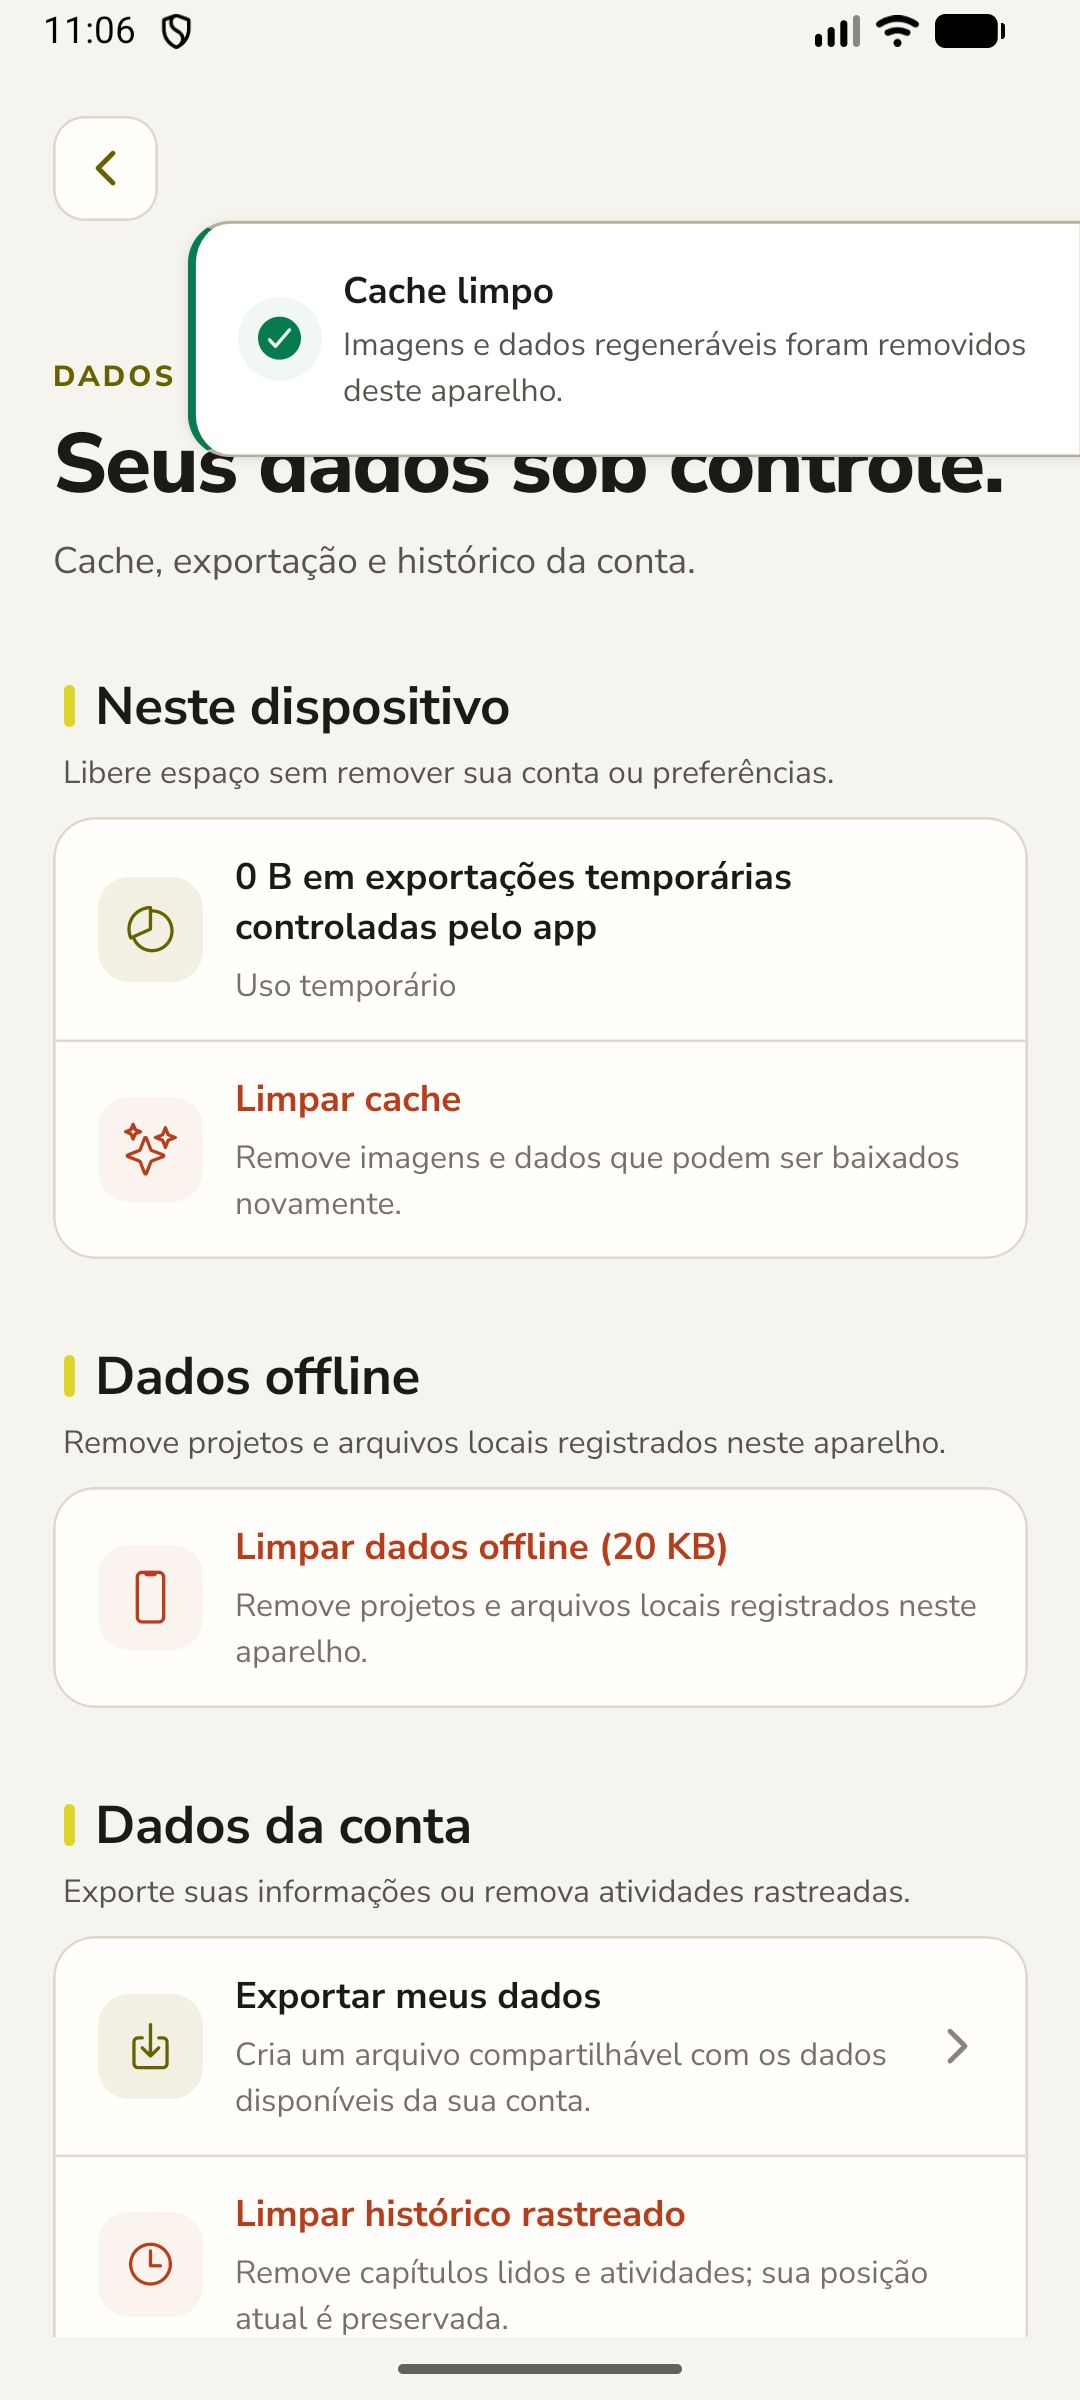 11:06
Cache limpo
Imagens e dados regeneráveis foram removidos
deste aparelho.
DADOS
Seus dados sob controle.
Cache, exportação e histórico da conta.
Neste dispositivo
Libere espaço sem remover sua conta ou preferências.
0 B em exportações temporárias
controladas pelo app
Uso temporário
Limpar cache
Remove imagens e dados que podem ser baixados
novamente.
Dados offline
Remove projetos e arquivos locais registrados neste aparelho.
Limpar dados offline (20 KB)
Remove projetos e arquivos locais registrados neste
aparelho.
Dados da conta
Exporte suas informações ou remova atividades rastreadas.
Exportar meus dados
Cria um arquivo compartilhável com os dados
disponíveis da sua conta.
Limpar histórico rastreado
Remove capítulos lidos e atividades; sua posição
atual é preservada.